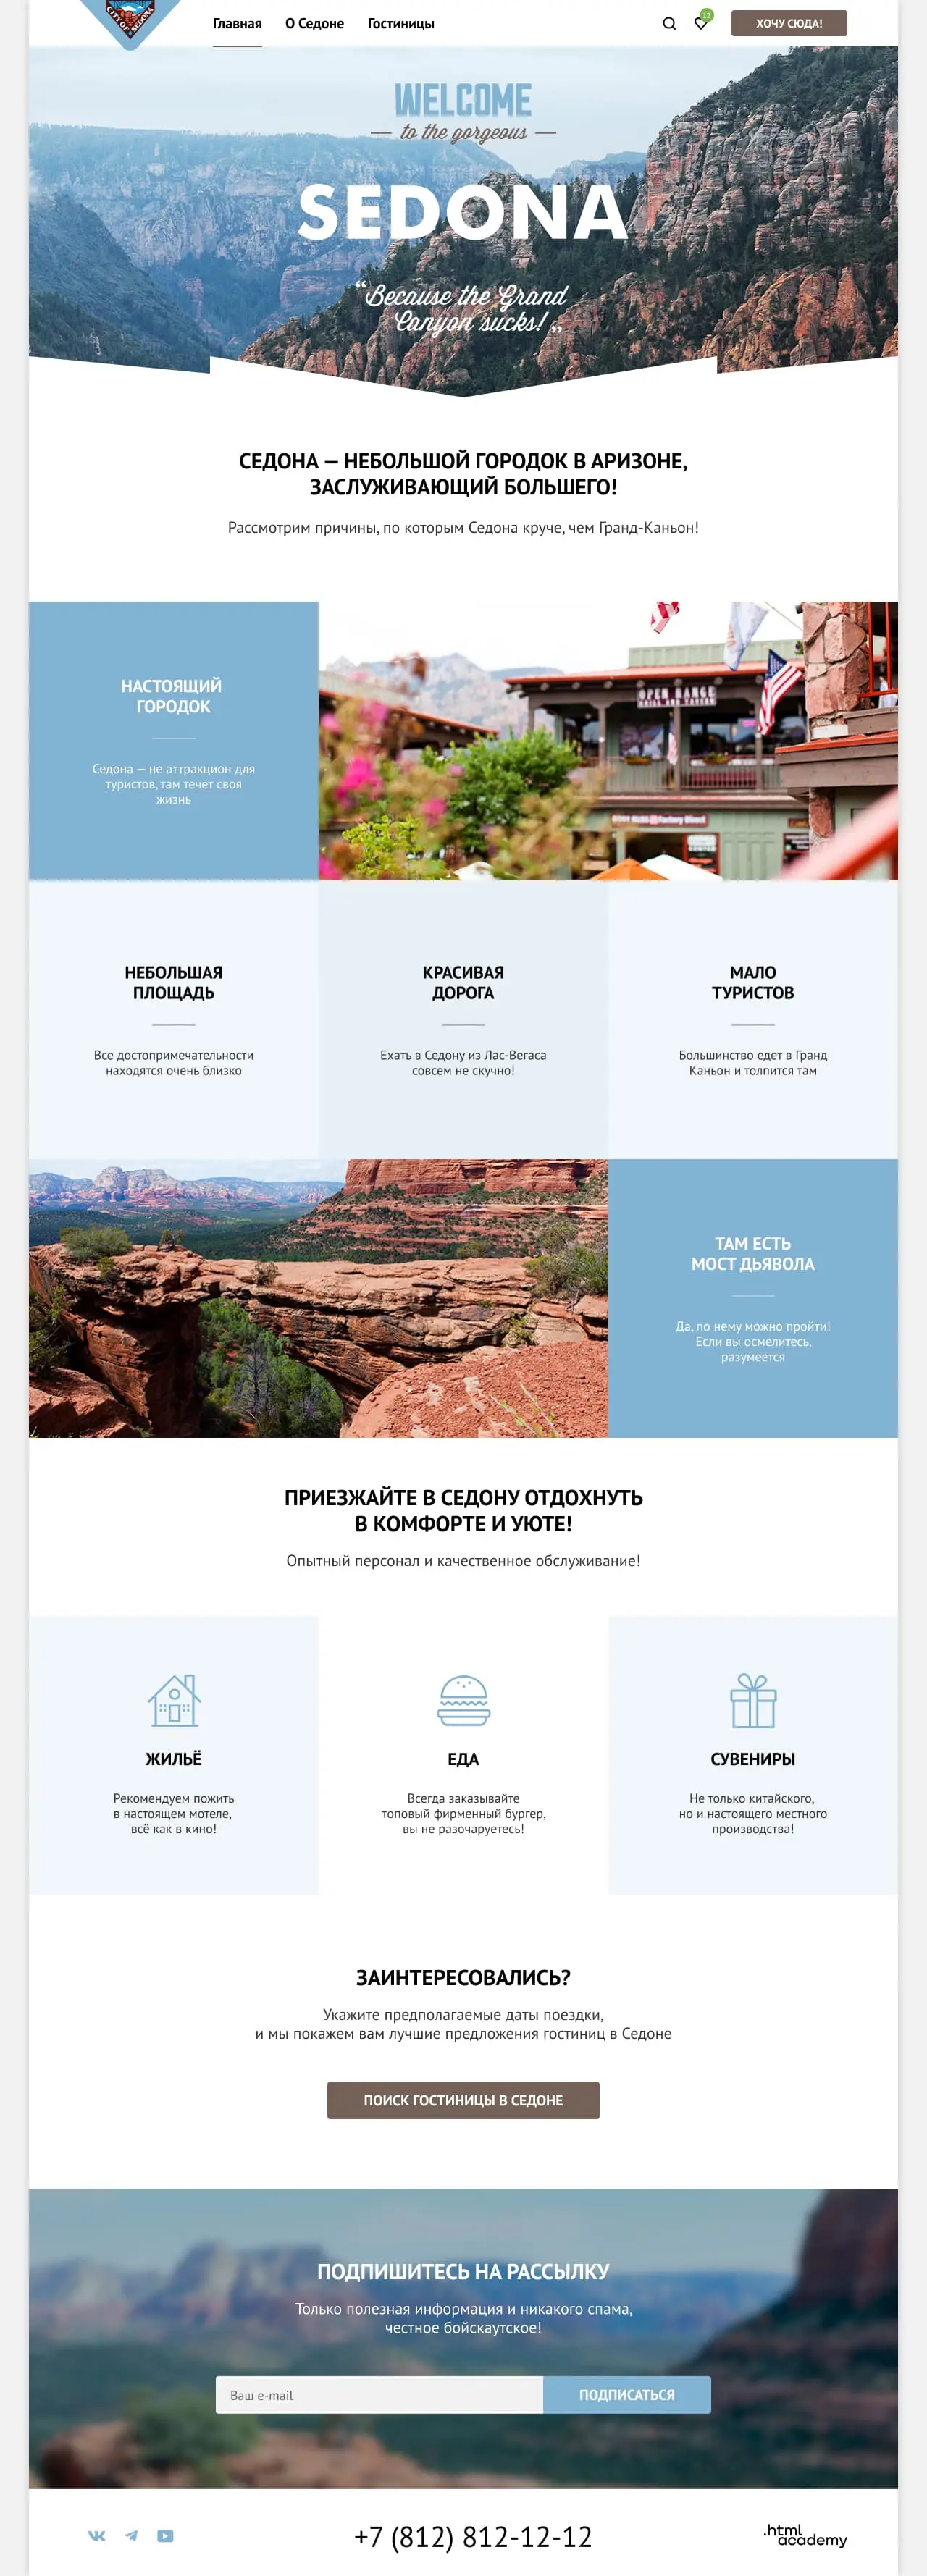 CITY OF SEDONA
Главная
О Седоне
Гостиницы
12
ХОЧУ СЮДА!
WELCOME
to the gorgeous
SEDONA
“Because the Grand
Canyon sucks!„
СЕДОНА — НЕБОЛЬШОЙ ГОРОДОК В АРИЗОНЕ,
ЗАСЛУЖИВАЮЩИЙ БОЛЬШЕГО!
Рассмотрим причины, по которым Седона круче, чем Гранд-Каньон!
НАСТОЯЩИЙ
ГОРОДОК
Седона — не аттракцион для
туристов, там течёт своя
жизнь
OPEN RANGE
GRILL AND TAVERN
Factory Direct
НЕБОЛЬШАЯ
ПЛОЩАДЬ
Все достопримечательности
находятся очень близко
КРАСИВАЯ
ДОРОГА
Ехать в Седону из Лас-Вегаса
совсем не скучно!
МАЛО
ТУРИСТОВ
Большинство едет в Гранд
Каньон и толпится там
ТАМ ЕСТЬ
МОСТ ДЬЯВОЛА
Да, по нему можно пройти!
Если вы осмелитесь,
разумеется
ПРИЕЗЖАЙТЕ В СЕДОНУ ОТДОХНУТЬ
В КОМФОРТЕ И УЮТЕ!
Опытный персонал и качественное обслуживание!
ЖИЛЬЁ
Рекомендуем пожить
в настоящем мотеле,
всё как в кино!
ЕДА
Всегда заказывайте
топовый фирменный бургер,
вы не разочаруетесь!
СУВЕНИРЫ
Не только китайского,
но и настоящего местного
производства!
ЗАИНТЕРЕСОВАЛИСЬ?
Укажите предполагаемые даты поездки,
и мы покажем вам лучшие предложения гостиниц в Седоне
ПОИСК ГОСТИНИЦЫ В СЕДОНЕ
ПОДПИШИТЕСЬ НА РАССЫЛКУ
Только полезная информация и никакого спама,
честное бойскаутское!
Ваш e-mail
ПОДПИСАТЬСЯ
+7 (812) 812-12-12
.html
academy